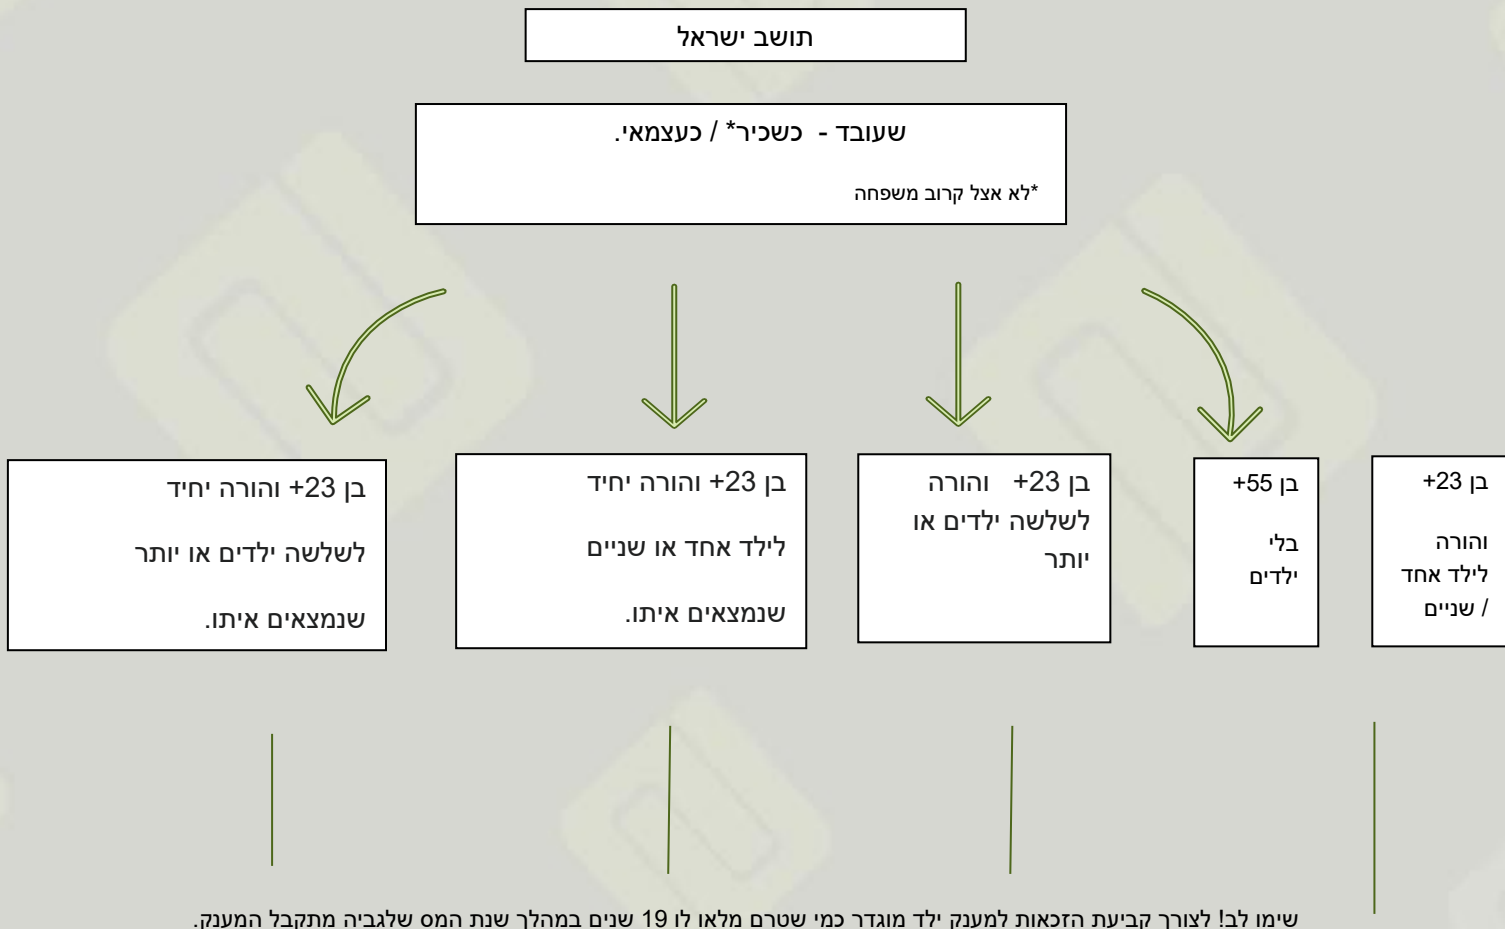 תושב ישראל
שעובד - כשכיר* / כעצמאי.
*לא אצל קרוב משפחה
בן 23+
והורה
לילד אחד
/ שניים
בן 55+
בלי
ילדים
בן 23+ והורה
לשלשה ילדים או
יותר
בן 23+ והורה יחיד
לילד אחד או שניים
שנמצאים איתו.
בן 23+ והורה יחיד
לשלשה ילדים או יותר
שנמצאים איתו.
שימו לב! לצורך קביעת הזכאות למענק ילד מוגדר כמי שטרם מלאו לו 19 שנים במהלך שנת המס שלגביה מתקבל המענק.